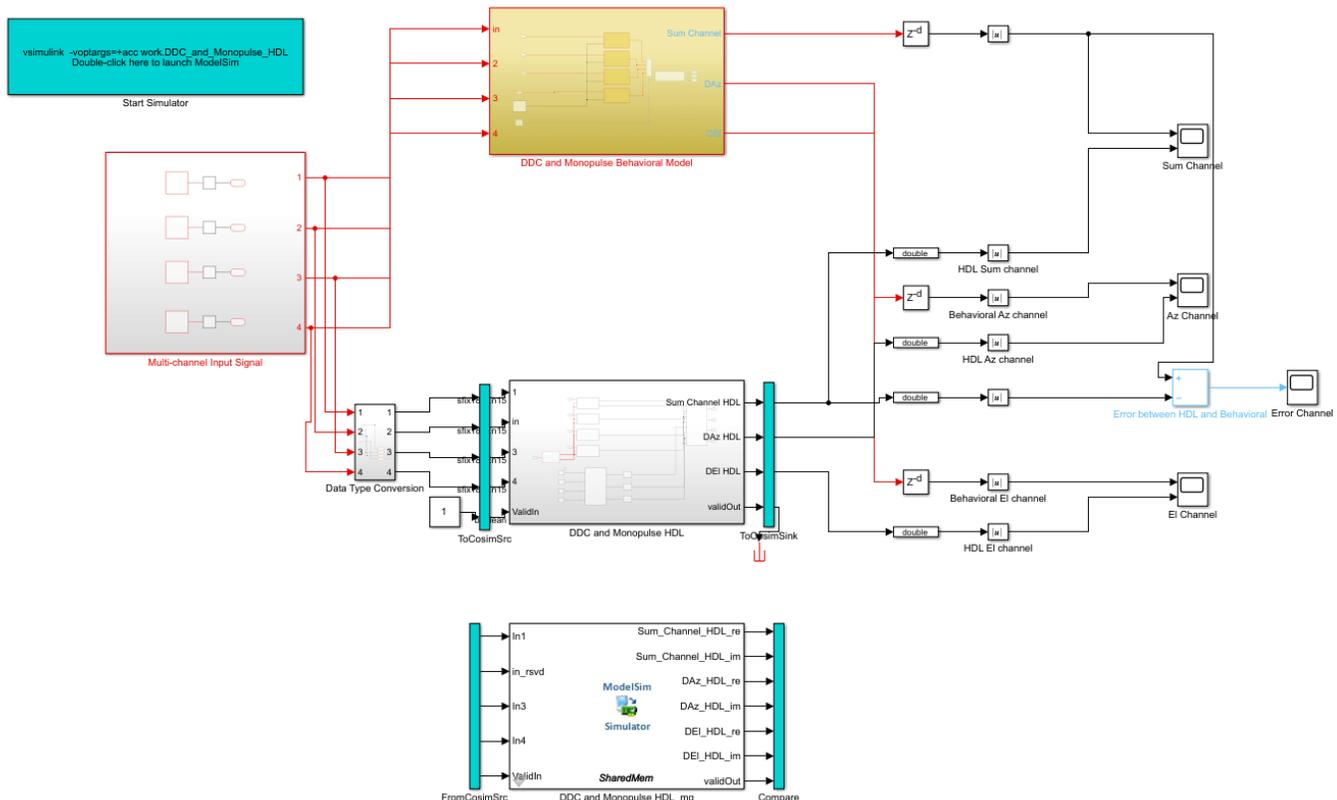 vsimulink -voptargs=+acc work.DDC_and_Monopulse_HDL
Double-click here to launch ModelSim
Start Simulator
in
2
3
4
Sum Channel
DAz
DEl
DDC and Monopulse Behavioral Model
z-d
|u|
Sum Channel
1
2
3
4
Multi-channel Input Signal
double
|u|
HDL Sum channel
z-d
|u|
Behavioral Az channel
Az Channel
double
|u|
HDL Az channel
double
|u|
+
−
Error between HDL and Behavioral
Error Channel
1 1
2 2
3 3
4 4
Data Type Conversion
1
ToCosimSrc
1
in
3
4
ValidIn
Sum Channel HDL
DAz HDL
DEl HDL
validOut
DDC and Monopulse HDL
ToCosimSink
z-d
|u|
Behavioral El channel
El Channel
double
|u|
HDL El channel
In1
in_rsvd
In3
In4
ValidIn
ModelSim
Simulator
SharedMem
Sum_Channel_HDL_re
Sum_Channel_HDL_im
DAz_HDL_re
DAz_HDL_im
DEl_HDL_re
DEl_HDL_im
validOut
FromCosimSrc
DDC and Monopulse HDL_mq
Compare